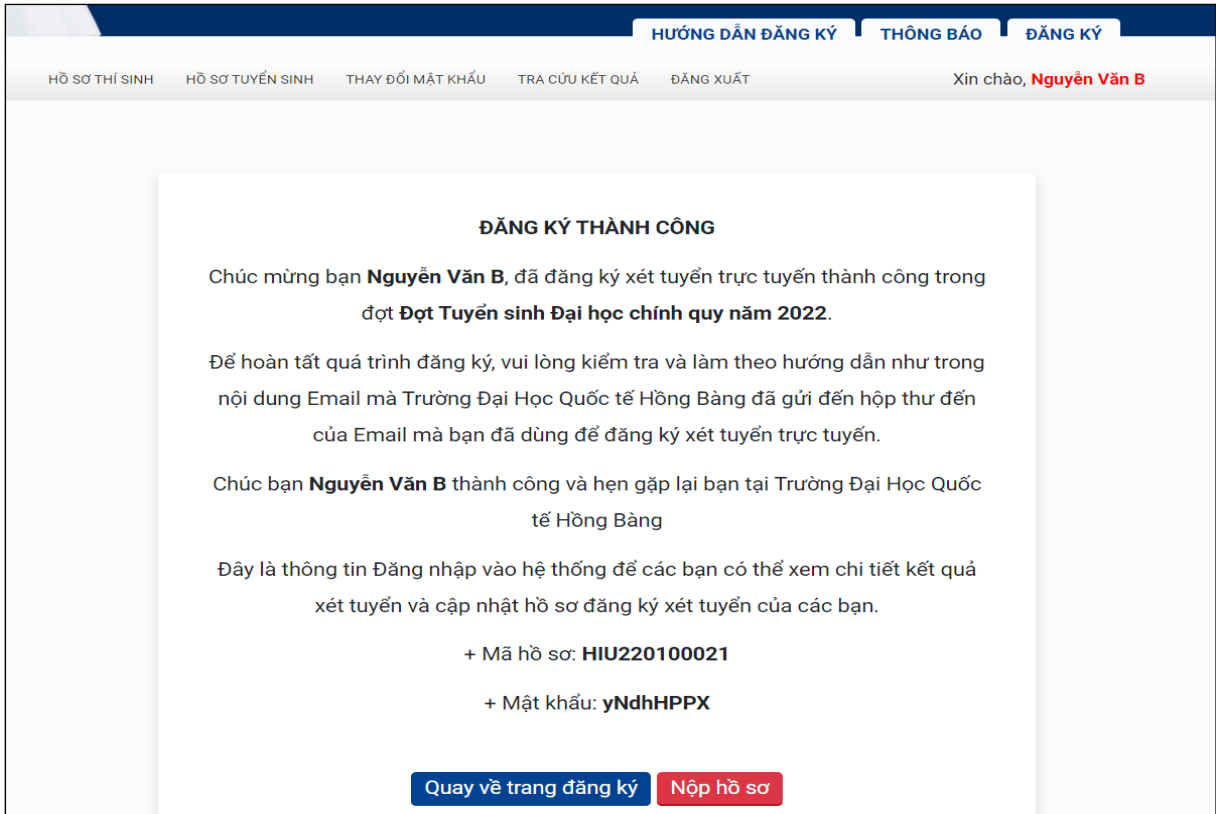 HƯỚNG DẪN ĐĂNG KÝ THÔNG BÁO ĐĂNG KÝ
HỒ SƠ THÍ SINH HỒ SƠ TUYỂN SINH THAY ĐỔI MẬT KHẨU TRA CỨU KẾT QUẢ ĐĂNG XUẤT Xin chào, Nguyễn Văn B
ĐĂNG KÝ THÀNH CÔNG
Chúc mừng bạn Nguyễn Văn B, đã đăng ký xét tuyển trực tuyến thành công trong
đợt Đợt Tuyển sinh Đại học chính quy năm 2022.
Để hoàn tất quá trình đăng ký, vui lòng kiểm tra và làm theo hướng dẫn như trong
nội dung Email mà Trường Đại Học Quốc tế Hồng Bàng đã gửi đến hộp thư đến
của Email mà bạn đã dùng để đăng ký xét tuyển trực tuyến.
Chúc bạn Nguyễn Văn B thành công và hẹn gặp lại bạn tại Trường Đại Học Quốc
tế Hồng Bàng
Đây là thông tin Đăng nhập vào hệ thống để các bạn có thể xem chi tiết kết quả
xét tuyển và cập nhật hồ sơ đăng ký xét tuyển của các bạn.
+ Mã hồ sơ: HIU220100021
+ Mật khẩu: yNdhHPPX
Quay về trang đăng ký Nộp hồ sơ